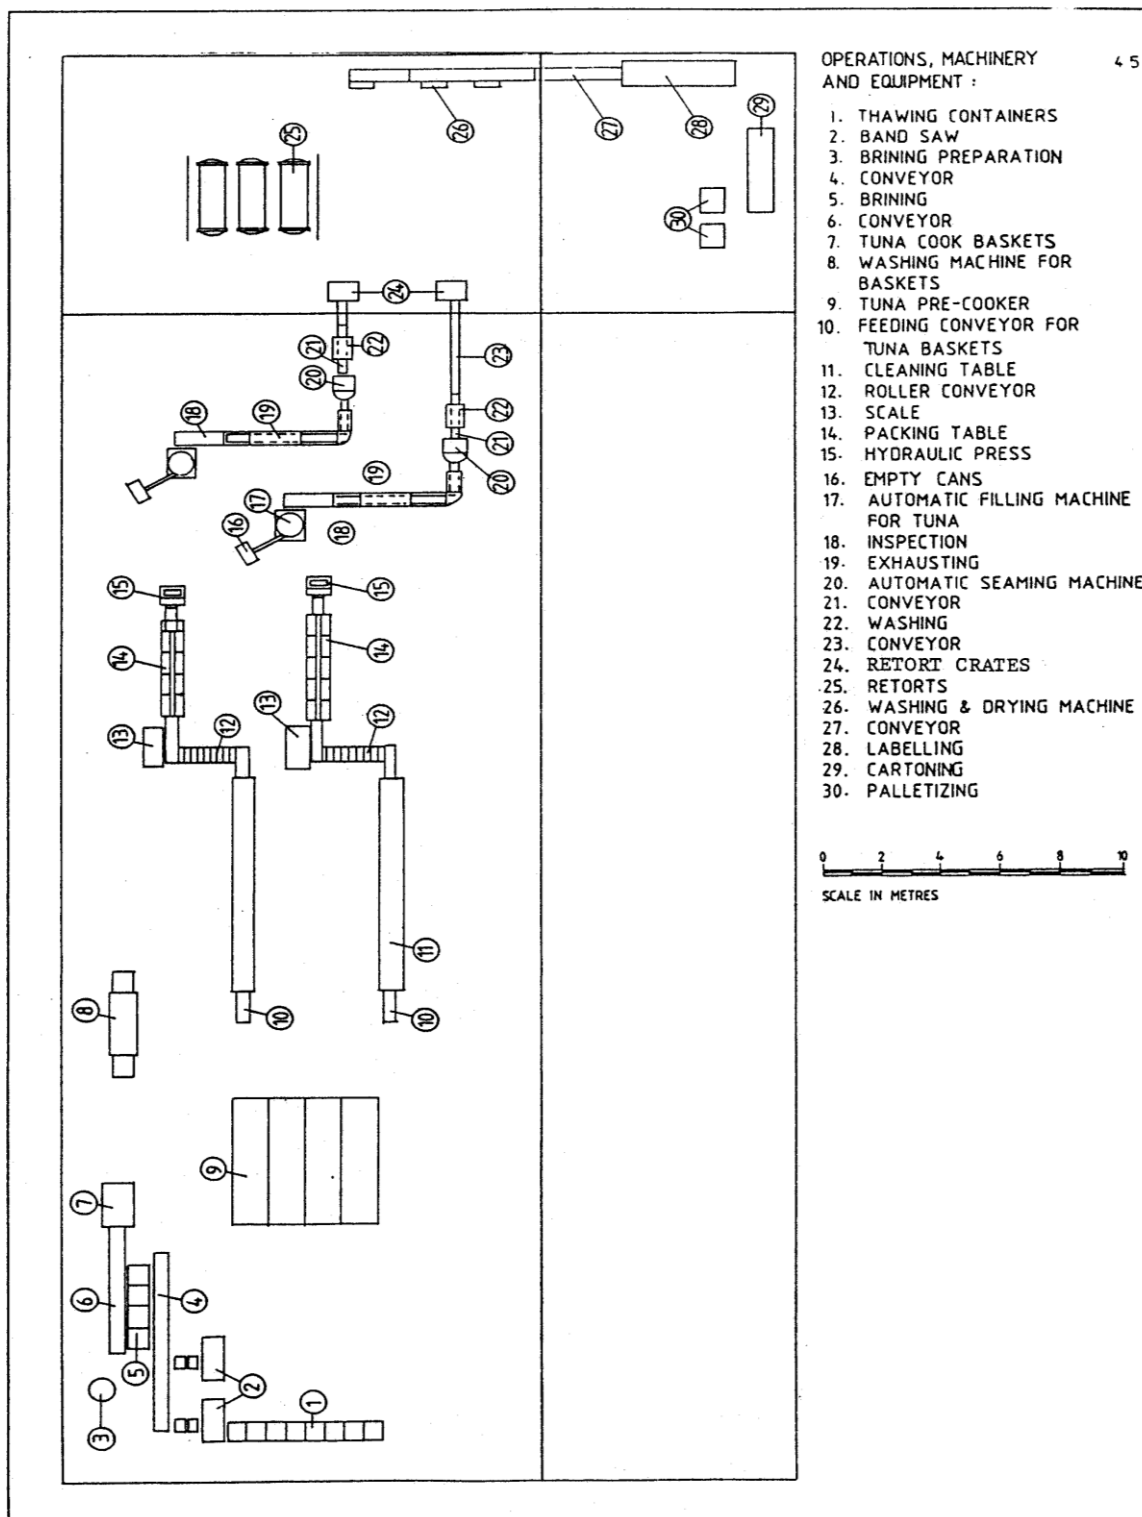 OPERATIONS, MACHINERY 45
AND EQUIPMENT :
1. THAWING CONTAINERS
2. BAND SAW
3. BRINING PREPARATION
4. CONVEYOR
5. BRINING
6. CONVEYOR
7. TUNA COOK BASKETS
8. WASHING MACHINE FOR
BASKETS
9. TUNA PRE-COOKER
10. FEEDING CONVEYOR FOR
TUNA BASKETS
11. CLEANING TABLE
12. ROLLER CONVEYOR
13. SCALE
14. PACKING TABLE
15. HYDRAULIC PRESS
16. EMPTY CANS
17. AUTOMATIC FILLING MACHINE
FOR TUNA
18. INSPECTION
19. EXHAUSTING
20. AUTOMATIC SEAMING MACHINE
21. CONVEYOR
22. WASHING
23. CONVEYOR
24. RETORT CRATES
25. RETORTS
26. WASHING & DRYING MACHINE
27. CONVEYOR
28. LABELLING
29. CARTONING
30. PALLETIZING
0 2 4 6 8 10
SCALE IN METRES
26 27 28 29
25
30
24
21 22 23
20 22
18 19 21
20
19
17
16 18
15 15
14 14
13 13
12 12
11
8
10 10
9
7
6 4
5
2
3 1